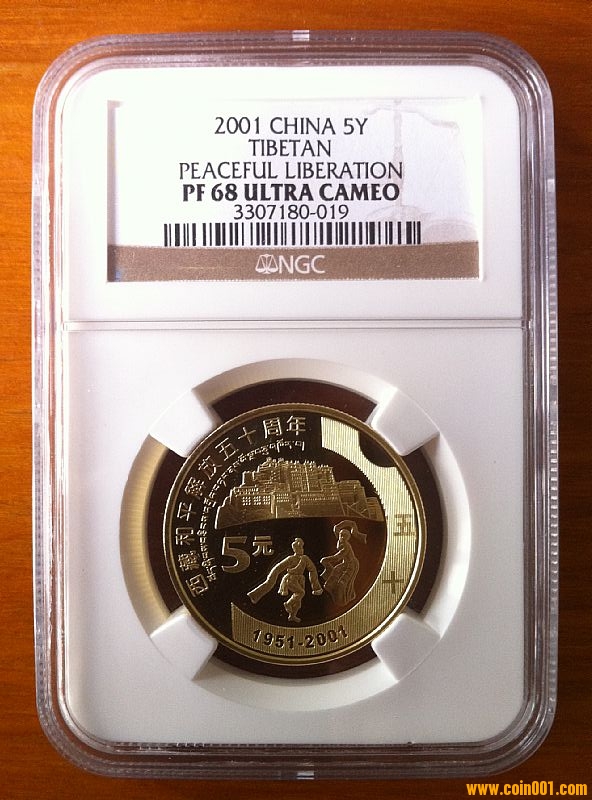 2001 CHINA 5Y
TIBETAN
PEACEFUL LIBERATION
PF 68 ULTRA CAMEO
3307180-019
NGC
西藏和平解放五十周年
5元
五十
1951-2001
www.coin001.com